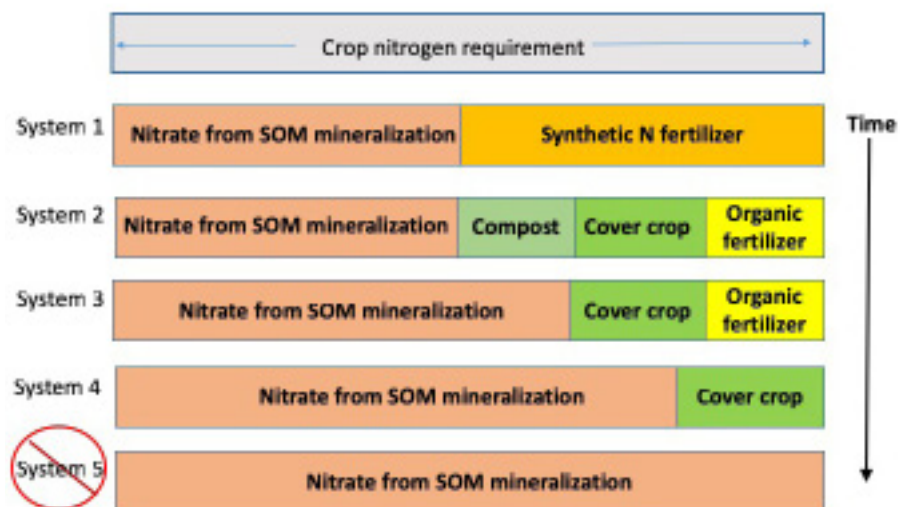 Crop nitrogen requirement
System 1
Nitrate from SOM mineralization
Synthetic N fertilizer
Time
System 2
Nitrate from SOM mineralization
Compost
Cover crop
Organic
fertilizer
System 3
Nitrate from SOM mineralization
Cover crop
Organic
fertilizer
System 4
Nitrate from SOM mineralization
Cover crop
System 5
Nitrate from SOM mineralization